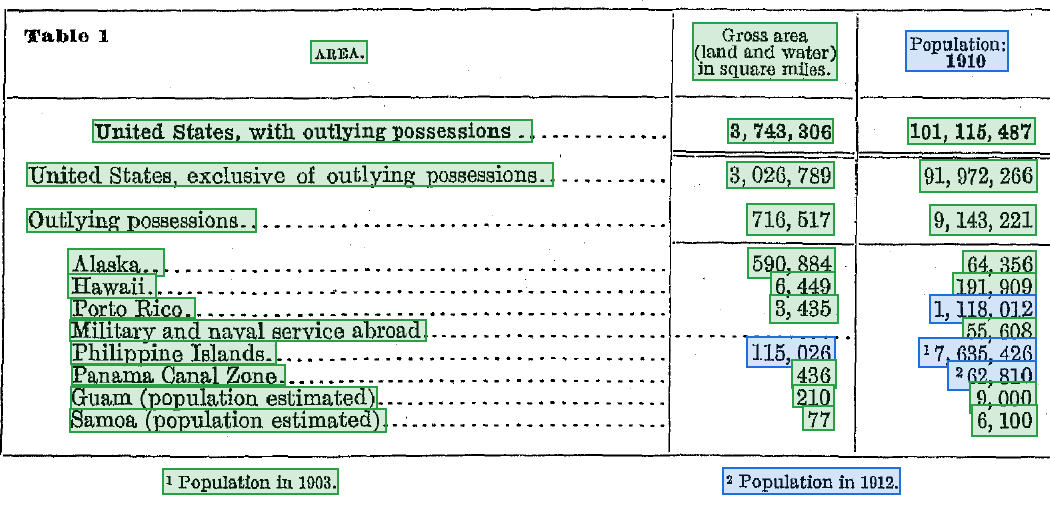 Table 1
AREA.
Gross area
(land and water)
in square miles.
Population:
1910
United States, with outlying possessions .......... 3,743,306 101,115,487
United States, exclusive of outlying possessions.......... 3,026,789 91,972,266
Outlying possessions.......... 716,517 9,143,221
Alaska.......... 590,884 64,356
Hawaii.......... 6,449 191,909
Porto Rico.......... 3,435 1,118,012
Military and naval service abroad.......... 55,608
Philippine Islands.......... 115,026 ¹ 7,635,426
Panama Canal Zone.......... 436 ² 62,810
Guam (population estimated).......... 210 9,000
Samoa (population estimated).......... 77 6,100
¹ Population in 1903.
² Population in 1912.